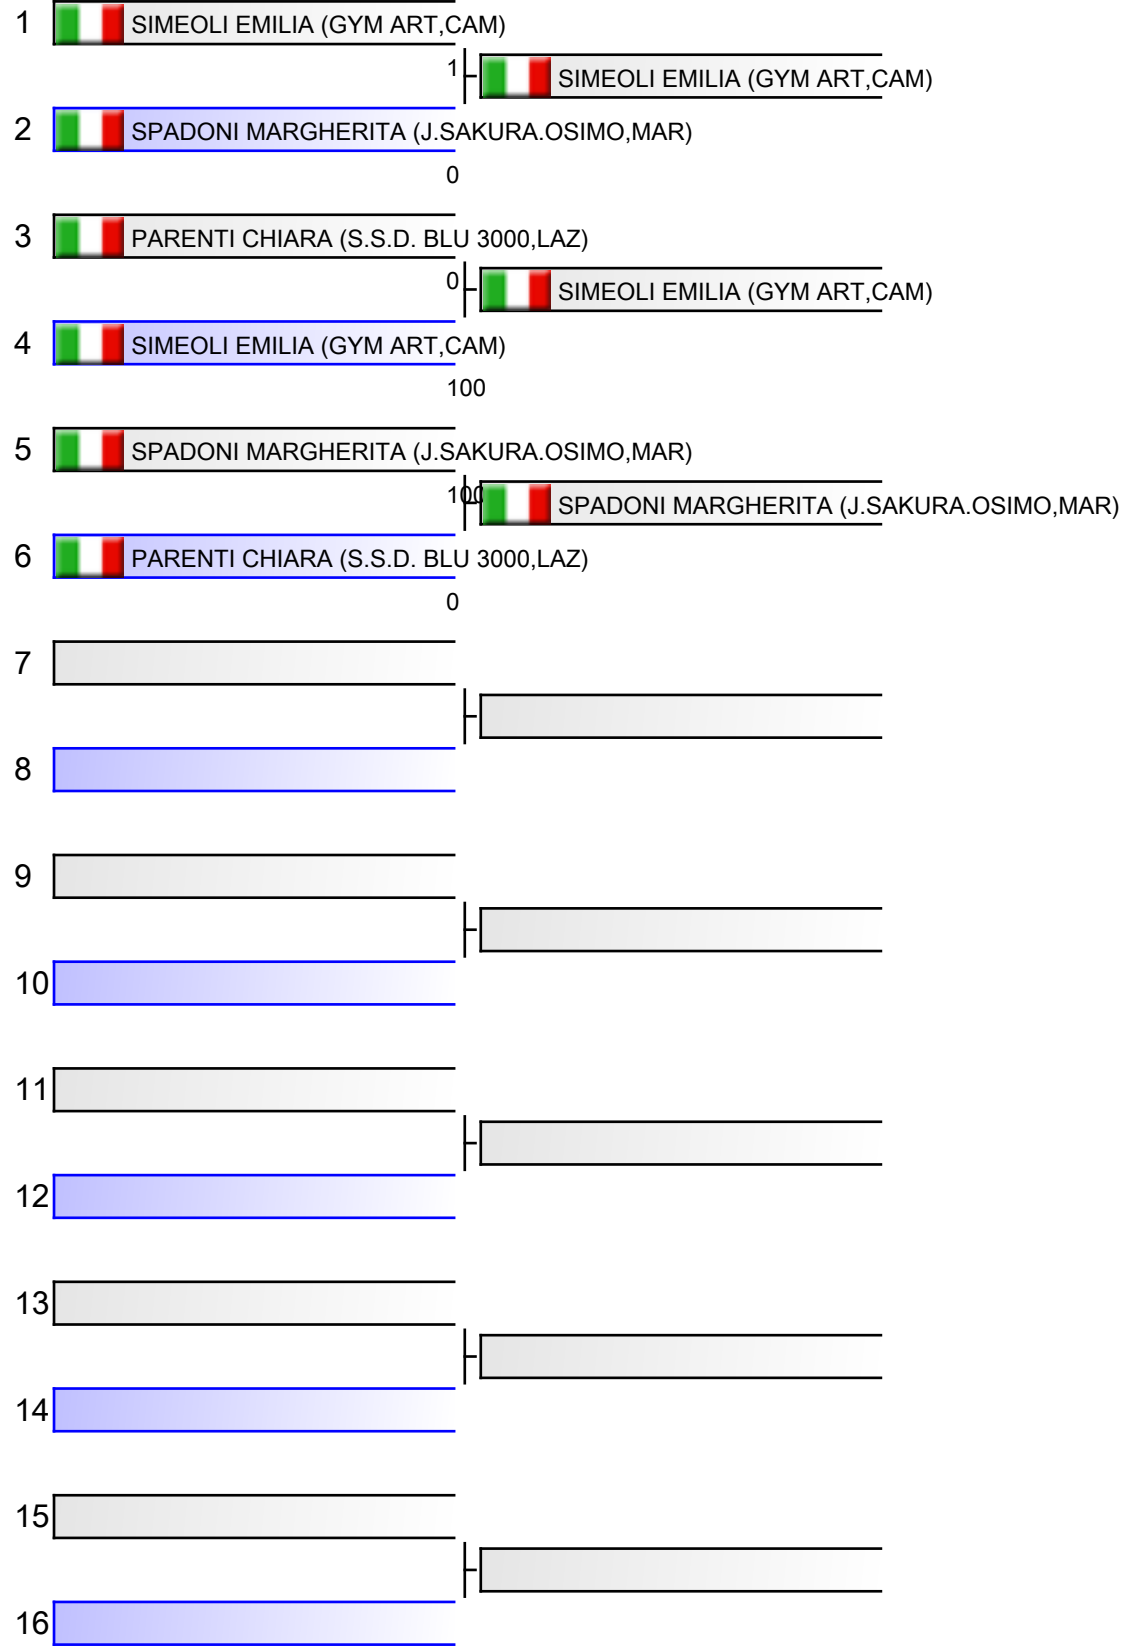 1 SIMEOLI EMILIA (GYM ART,CAM)
1 SIMEOLI EMILIA (GYM ART,CAM)
2 SPADONI MARGHERITA (J.SAKURA.OSIMO,MAR)
0
3 PARENTI CHIARA (S.S.D. BLU 3000,LAZ)
0 SIMEOLI EMILIA (GYM ART,CAM)
4 SIMEOLI EMILIA (GYM ART,CAM)
100
5 SPADONI MARGHERITA (J.SAKURA.OSIMO,MAR)
100 SPADONI MARGHERITA (J.SAKURA.OSIMO,MAR)
6 PARENTI CHIARA (S.S.D. BLU 3000,LAZ)
0
7
8
9
10
11
12
13
14
15
16